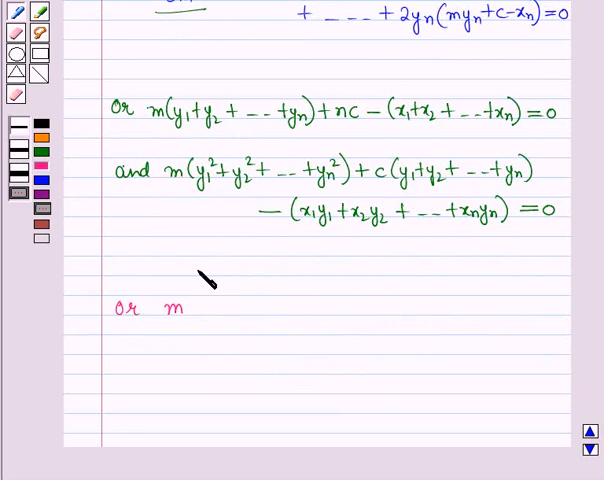 + _ _ _ + 2yₙ(myₙ+c-xₙ)=0
Or m(y₁+y₂ + _ _ - +yₙ)+nc-(x₁+x₂ + _ .. +xₙ)=0
and m(y₁²+y₂²+ - _ +yₙ²)+c(y₁+y₂+ _ .. +yₙ)
-(x₁y₁+x₂y₂ + _ .. +xₙyₙ)=0
Or m